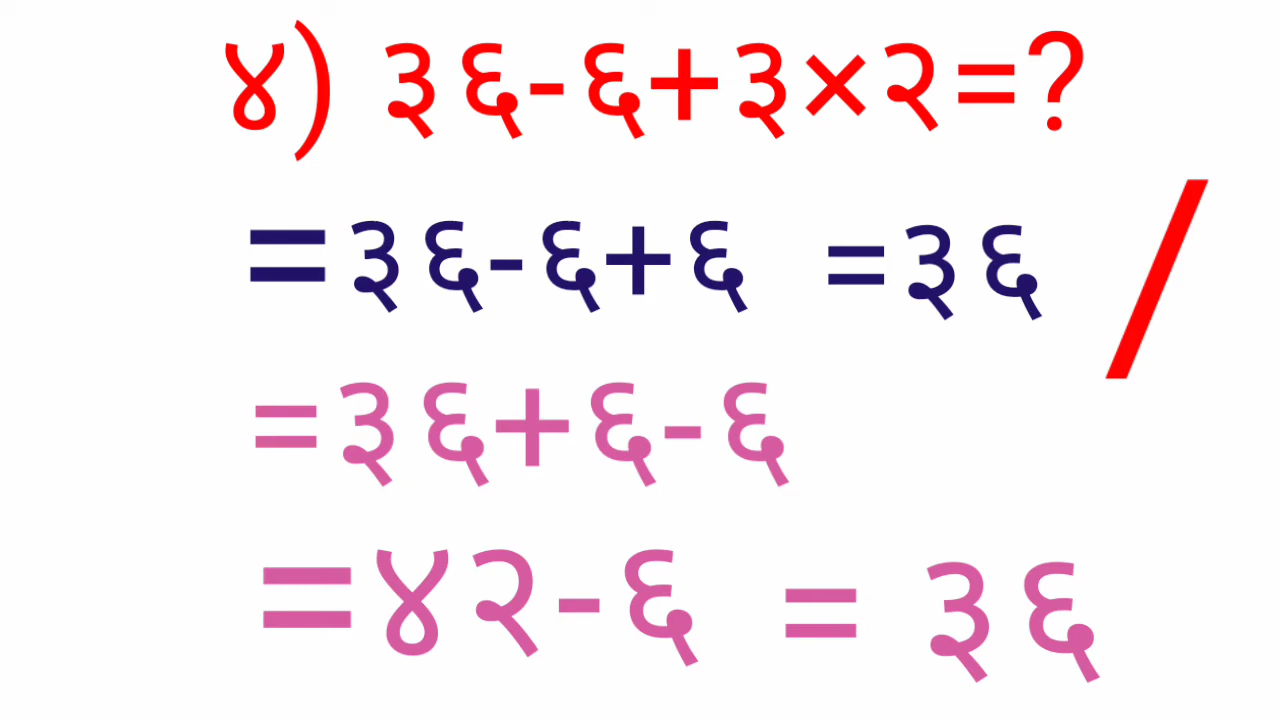 ४) ३६-६+३×२=?
=३६-६+६ =३६ /
=३६+६-६
=४२-६ = ३६